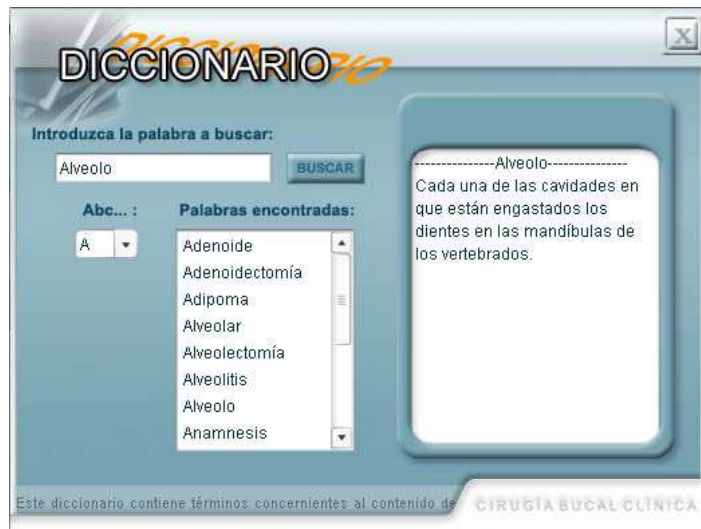 DICCIONARIO
DICCIONARIO
X
Introduzca la palabra a buscar:
Alveolo
BUSCAR
Abc... :
A
Palabras encontradas:
Adenoide
Adenoidectomía
Adipoma
Alveolar
Alveolectomía
Alveolitis
Alveolo
Anamnesis
---------------Alveolo---------------
Cada una de las cavidades en
que están engastados los
dientes en las mandíbulas de
los vertebrados.
Este diccionario contiene términos concernientes al contenido de
CIRUGÍA BUCAL CLÍNICA